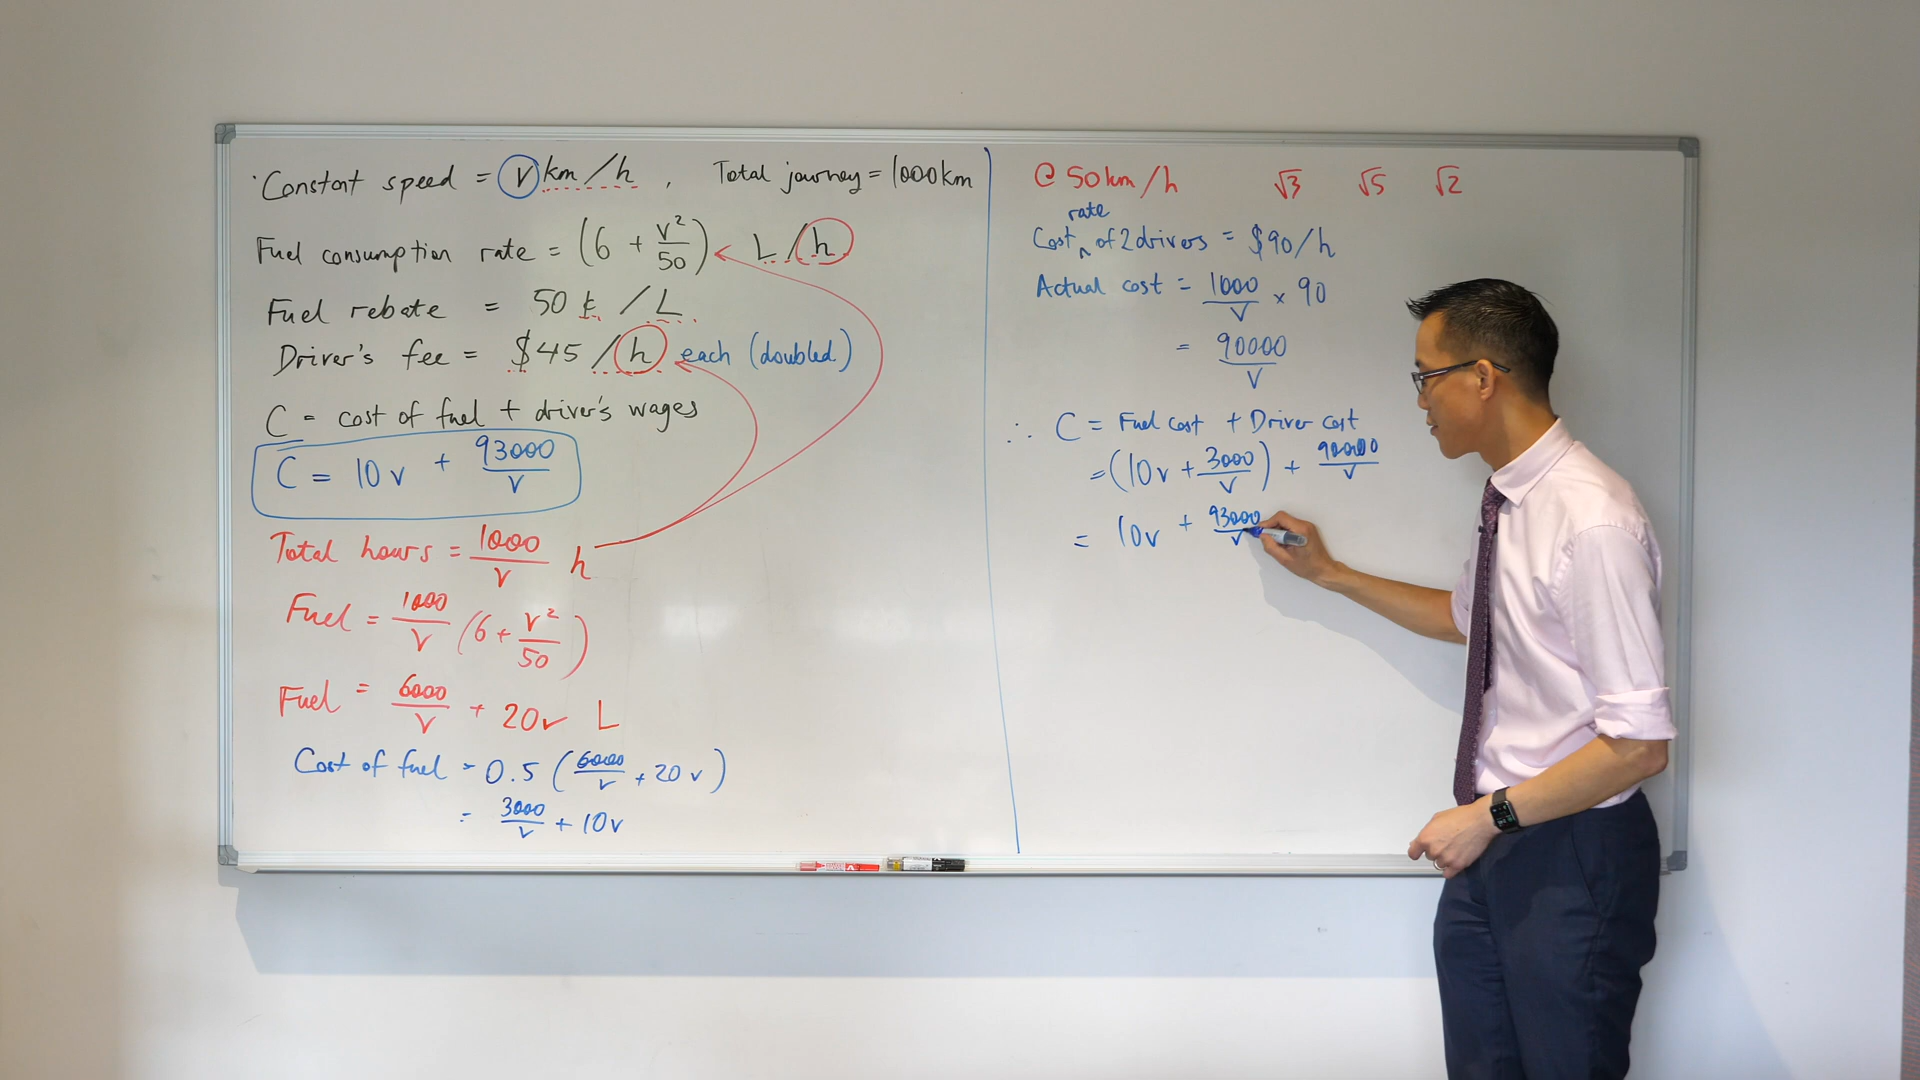 Constant speed = v km/h , Total journey = 1000km
Fuel consumption rate = (6 + v²/50) L/h
Fuel rebate = 50 ¢ / L
Driver's fee = $45 /h each (doubled)
C = cost of fuel + driver's wages
C = 10v + 93000/v
Total hours = 1000/v h
Fuel = 1000/v (6 + v²/50)
Fuel = 6000/v + 20v L
Cost of fuel = 0.5 (6000/v + 20v)
= 3000/v + 10v
@ 50km/h √3 √5 √2
rate
Cost ^ of 2 drivers = $90/h
Actual cost = 1000/v × 90
= 90000/v
∴ C = Fuel cost + Driver cost
= (10v + 3000/v) + 90000/v
= 10v + 93000/v